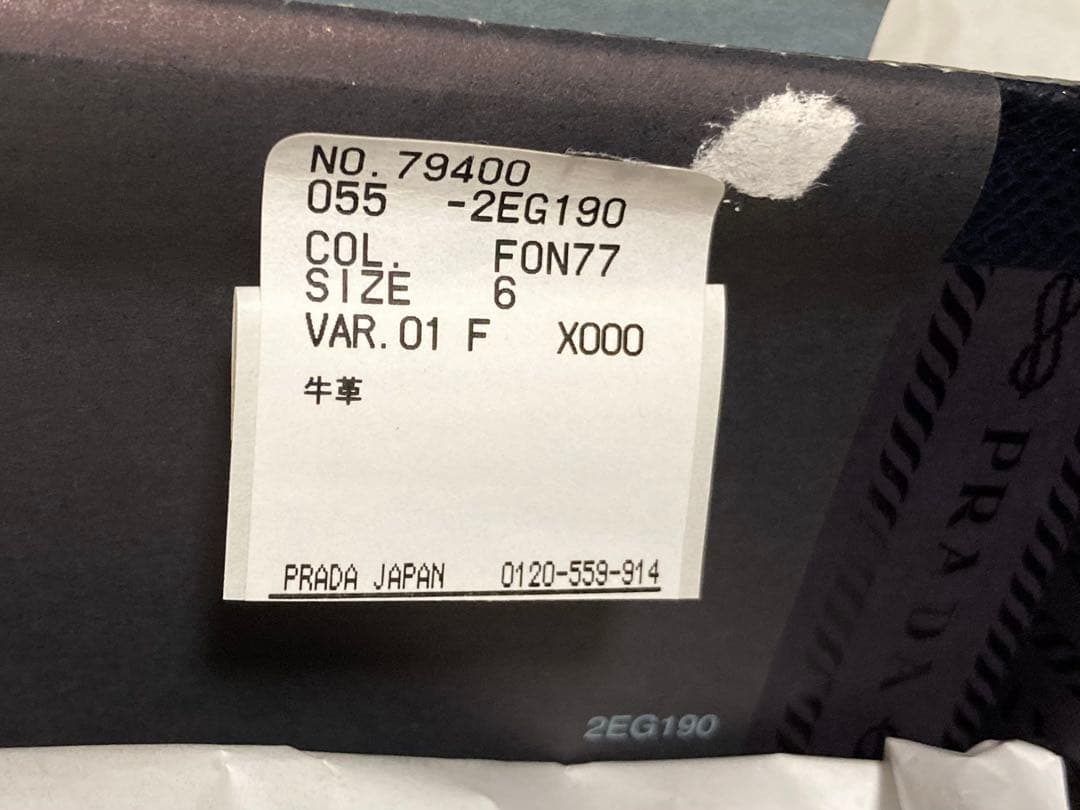 NO. 79400
055 -2EG190
COL. F0N77
SIZE 6
VAR. 01 F X000
牛革
PRADA JAPAN 0120-559-914
2EG190
PRADA